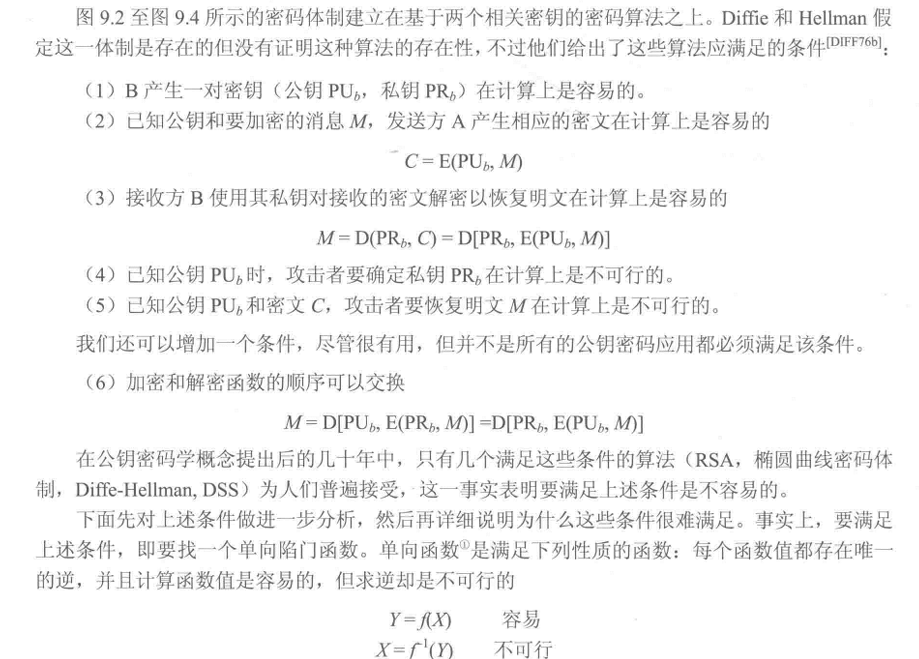 图 9.2 至图 9.4 所示的密码体制建立在基于两个相关密钥的密码算法之上。Diffie 和 Hellman 假
定这一体制是存在的但没有证明这种算法的存在性，不过他们给出了这些算法应满足的条件[DIFF76b]：
（1）B 产生一对密钥（公钥 PUb，私钥 PRb）在计算上是容易的。
（2）已知公钥和要加密的消息 M，发送方 A 产生相应的密文在计算上是容易的
C = E(PUb, M)
（3）接收方 B 使用其私钥对接收的密文解密以恢复明文在计算上是容易的
M = D(PRb, C) = D[PRb, E(PUb, M)]
（4）已知公钥 PUb时，攻击者要确定私钥 PRb在计算上是不可行的。
（5）已知公钥 PUb和密文 C，攻击者要恢复明文 M 在计算上是不可行的。
我们还可以增加一个条件，尽管很有用，但并不是所有的公钥密码应用都必须满足该条件。
（6）加密和解密函数的顺序可以交换
M = D[PUb, E(PRb, M)] =D[PRb, E(PUb, M)]
在公钥密码学概念提出后的几十年中，只有几个满足这些条件的算法（RSA，椭圆曲线密码体
制，Diffe-Hellman, DSS）为人们普遍接受，这一事实表明要满足上述条件是不容易的。
下面先对上述条件做进一步分析，然后再详细说明为什么这些条件很难满足。事实上，要满足
上述条件，即要找一个单向陷门函数。单向函数①是满足下列性质的函数：每个函数值都存在唯一
的逆，并且计算函数值是容易的，但求逆却是不可行的
Y = f(X) 容易
X = f⁻¹(Y) 不可行